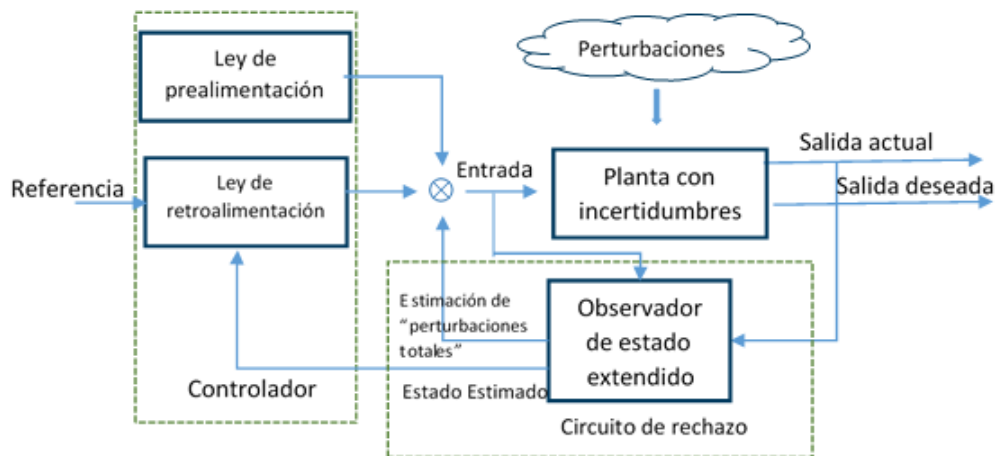 Ley de
prealimentación
Perturbaciones
Referencia
Ley de
retroalimentación
Entrada
Planta con
incertidumbres
Salida actual
Salida deseada
Estimación de
“perturbaciones
totales”
Observador
de estado
extendido
Controlador
Estado Estimado
Circuito de rechazo